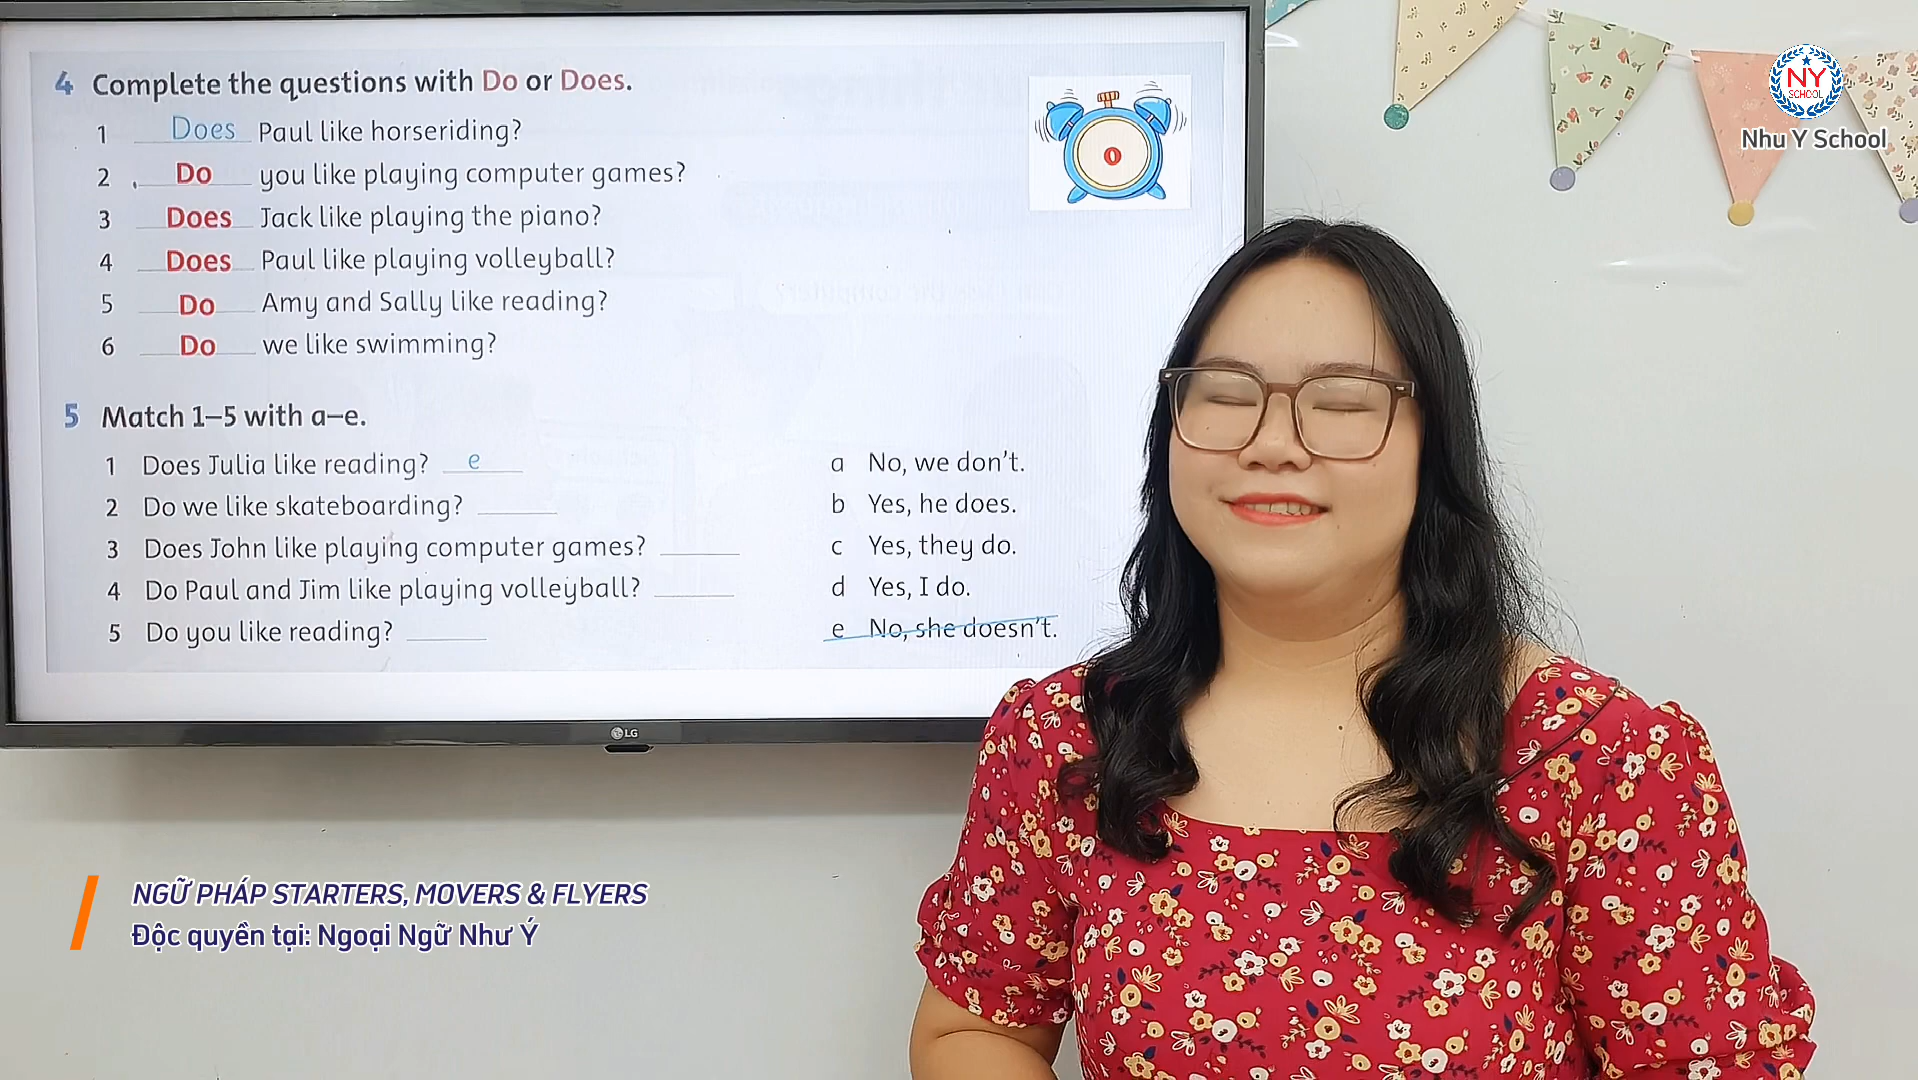 4 Complete the questions with Do or Does.
1 Does Paul like horseriding?
2 Do you like playing computer games?
3 Does Jack like playing the piano?
4 Does Paul like playing volleyball?
5 Do Amy and Sally like reading?
6 Do we like swimming?
0
5 Match 1–5 with a–e.
1 Does Julia like reading? e
2 Do we like skateboarding?
3 Does John like playing computer games?
4 Do Paul and Jim like playing volleyball?
5 Do you like reading?
a No, we don't.
b Yes, he does.
c Yes, they do.
d Yes, I do.
e No, she doesn't.
LG
NY
SCHOOL
Nhu Y School
NGỮ PHÁP STARTERS, MOVERS & FLYERS
Độc quyền tại: Ngoại Ngữ Như Ý